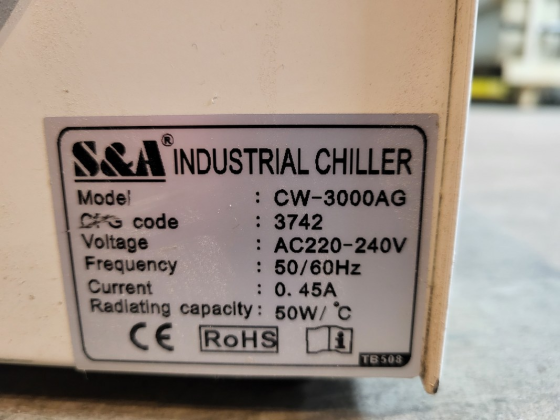 S&A® INDUSTRIAL CHILLER
Model : CW-3000AG
CFG code : 3742
Voltage : AC220-240V
Frequency : 50/60Hz
Current : 0.45A
Radiating capacity : 50W/℃
CE RoHS i
TB508